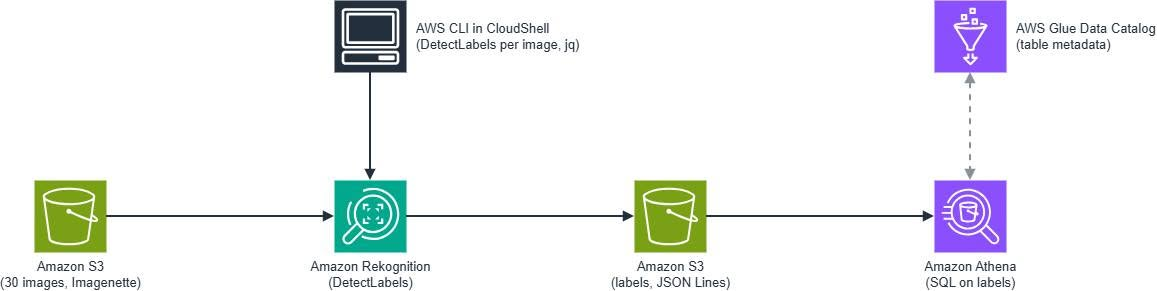 AWS CLI in CloudShell
(DetectLabels per image, jq)
AWS Glue Data Catalog
(table metadata)
Amazon S3
(30 images, Imagenette)
Amazon Rekognition
(DetectLabels)
Amazon S3
(labels, JSON Lines)
Amazon Athena
(SQL on labels)